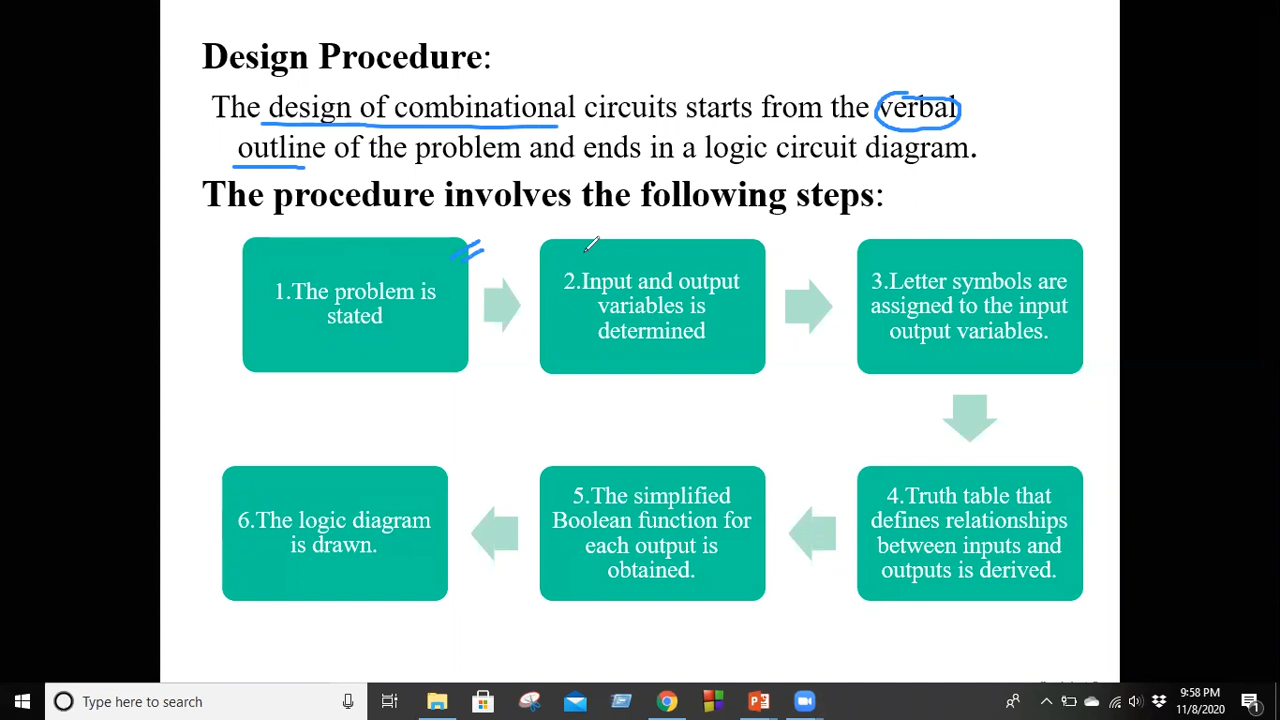 Design Procedure:
The design of combinational circuits starts from the verbal
outline of the problem and ends in a logic circuit diagram.
The procedure involves the following steps:
1.The problem is
stated
2.Input and output
variables is
determined
3.Letter symbols are
assigned to the input
output variables.
4.Truth table that
defines relationships
between inputs and
outputs is derived.
5.The simplified
Boolean function for
each output is
obtained.
6.The logic diagram
is drawn.
Type here to search
9:58 PM
11/8/2020